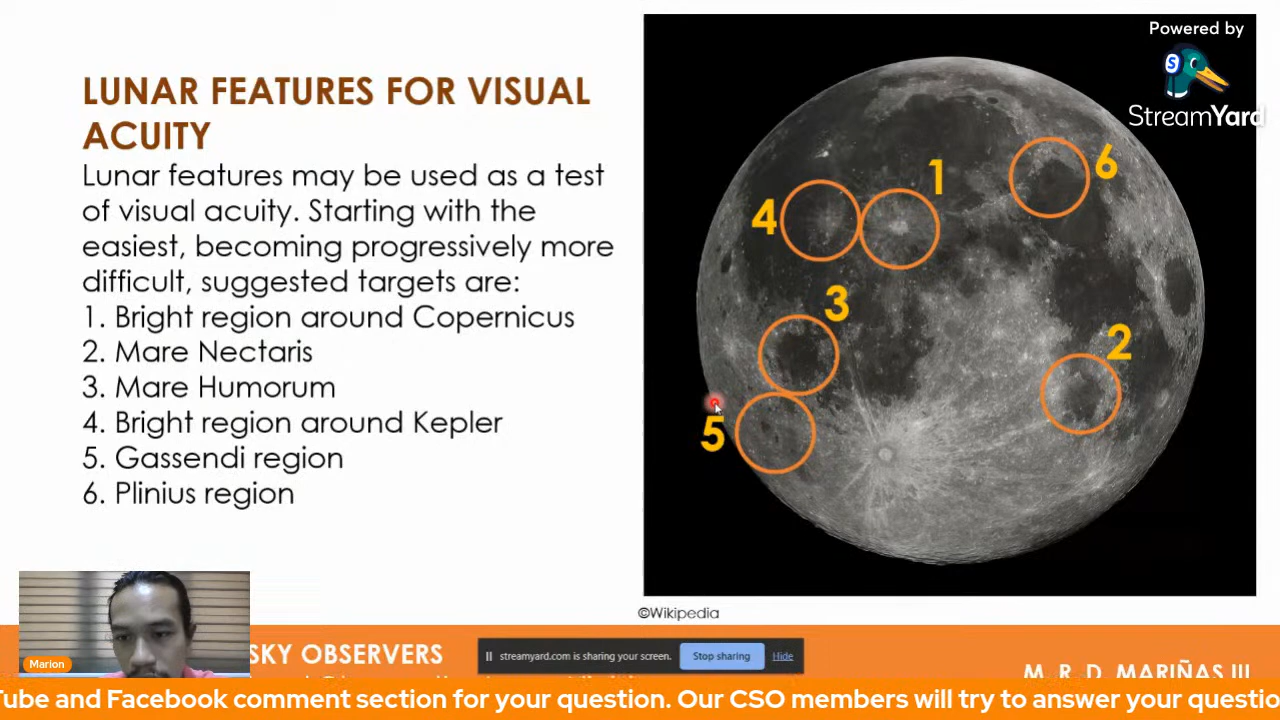 Powered by
StreamYard
LUNAR FEATURES FOR VISUAL
ACUITY
Lunar features may be used as a test
of visual acuity. Starting with the
easiest, becoming progressively more
difficult, suggested targets are:
1. Bright region around Copernicus
2. Mare Nectaris
3. Mare Humorum
4. Bright region around Kepler
5. Gassendi region
6. Plinius region
1
6
4
3
2
5
©Wikipedia
SKY OBSERVERS
streamyard.com is sharing your screen.
Stop sharing
Hide
M. R. D. MARIÑAS III
Marion
Tube and Facebook comment section for your question. Our CSO members will try to answer your questio